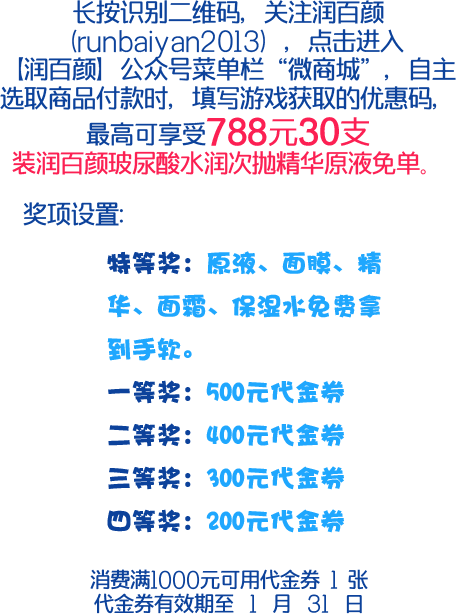 长按识别二维码，关注润百颜
(runbaiyan2013)，点击进入
【润百颜】公众号菜单栏“微商城”，自主
选取商品付款时，填写游戏获取的优惠码，
最高可享受788元30支
装润百颜玻尿酸水润次抛精华原液免单。
奖项设置:
特等奖：原液、面膜、精
华、面霜、保湿水免费拿
到手软。
一等奖：500元代金券
二等奖：400元代金券
三等奖：300元代金券
四等奖：200元代金券
消费满1000元可用代金券 1 张
代金券有效期至 1 月 31 日